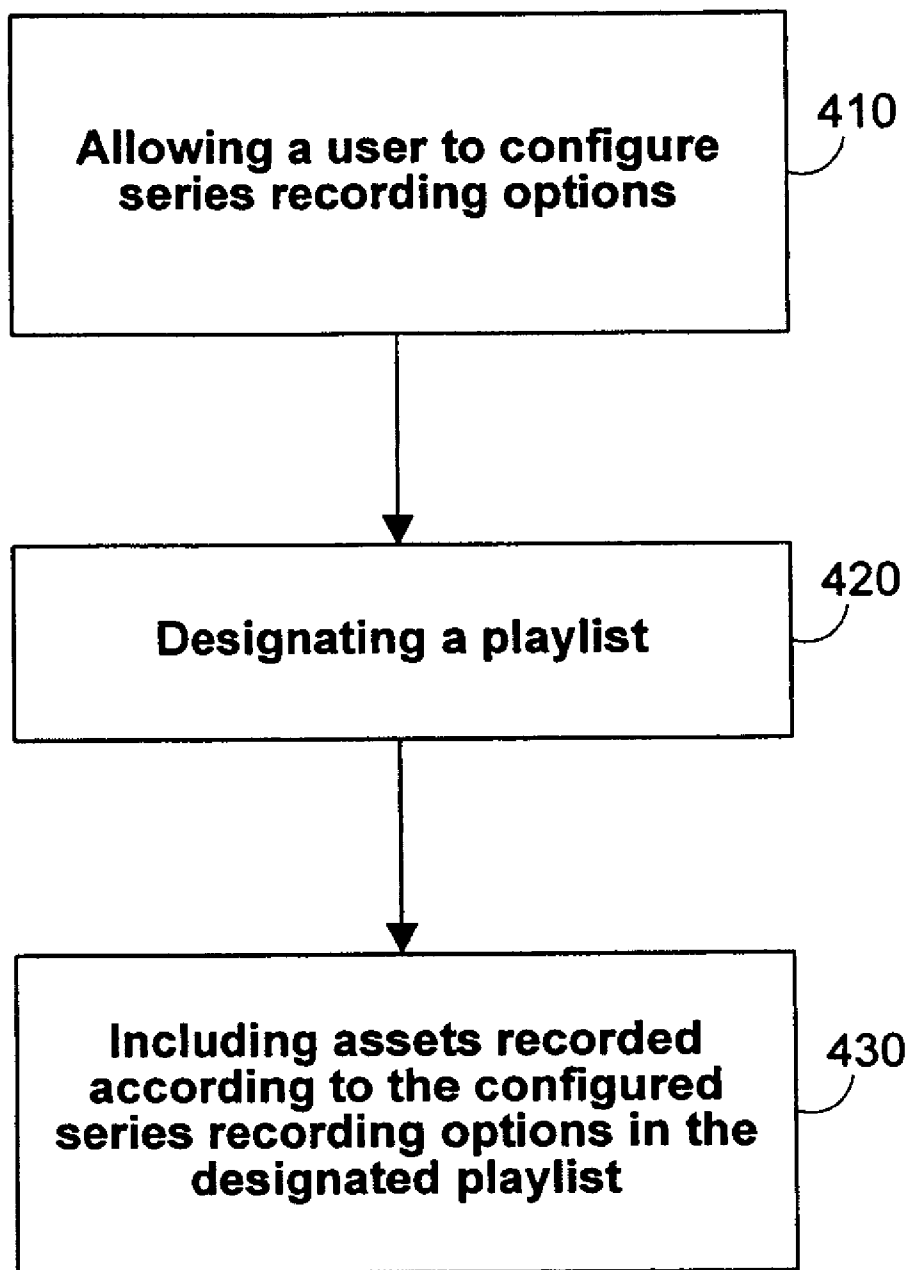 Allowing a user to configure
series recording options
410
Designating a playlist
420
Including assets recorded
according to the configured
series recording options in the
designated playlist
430